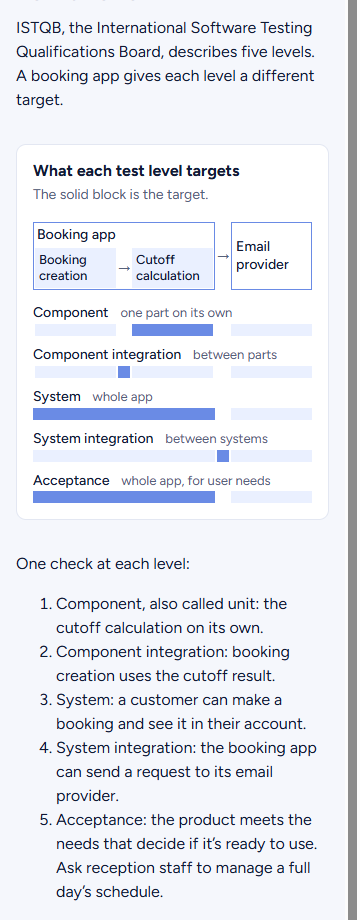 ISTQB, the International Software Testing
Qualifications Board, describes five levels.
A booking app gives each level a different
target.
What each test level targets
The solid block is the target.
Booking app
Booking
creation
→
Cutoff
calculation
→
Email
provider
Component one part on its own
Component integration between parts
System whole app
System integration between systems
Acceptance whole app, for user needs
One check at each level:
1. Component, also called unit: the
cutoff calculation on its own.
2. Component integration: booking
creation uses the cutoff result.
3. System: a customer can make a
booking and see it in their account.
4. System integration: the booking app
can send a request to its email
provider.
5. Acceptance: the product meets the
needs that decide if it’s ready to use.
Ask reception staff to manage a full
day’s schedule.